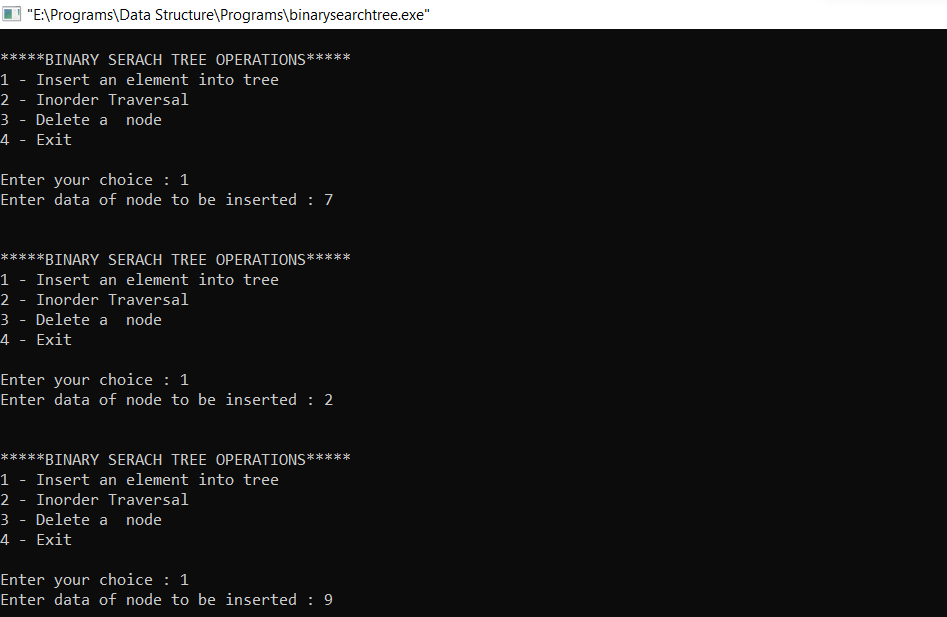 "E:\Programs\Data Structure\Programs\binarysearchtree.exe"
*****BINARY SERACH TREE OPERATIONS*****
1 - Insert an element into tree
2 - Inorder Traversal
3 - Delete a  node
4 - Exit
Enter your choice : 1
Enter data of node to be inserted : 7
*****BINARY SERACH TREE OPERATIONS*****
1 - Insert an element into tree
2 - Inorder Traversal
3 - Delete a  node
4 - Exit
Enter your choice : 1
Enter data of node to be inserted : 2
*****BINARY SERACH TREE OPERATIONS*****
1 - Insert an element into tree
2 - Inorder Traversal
3 - Delete a  node
4 - Exit
Enter your choice : 1
Enter data of node to be inserted : 9